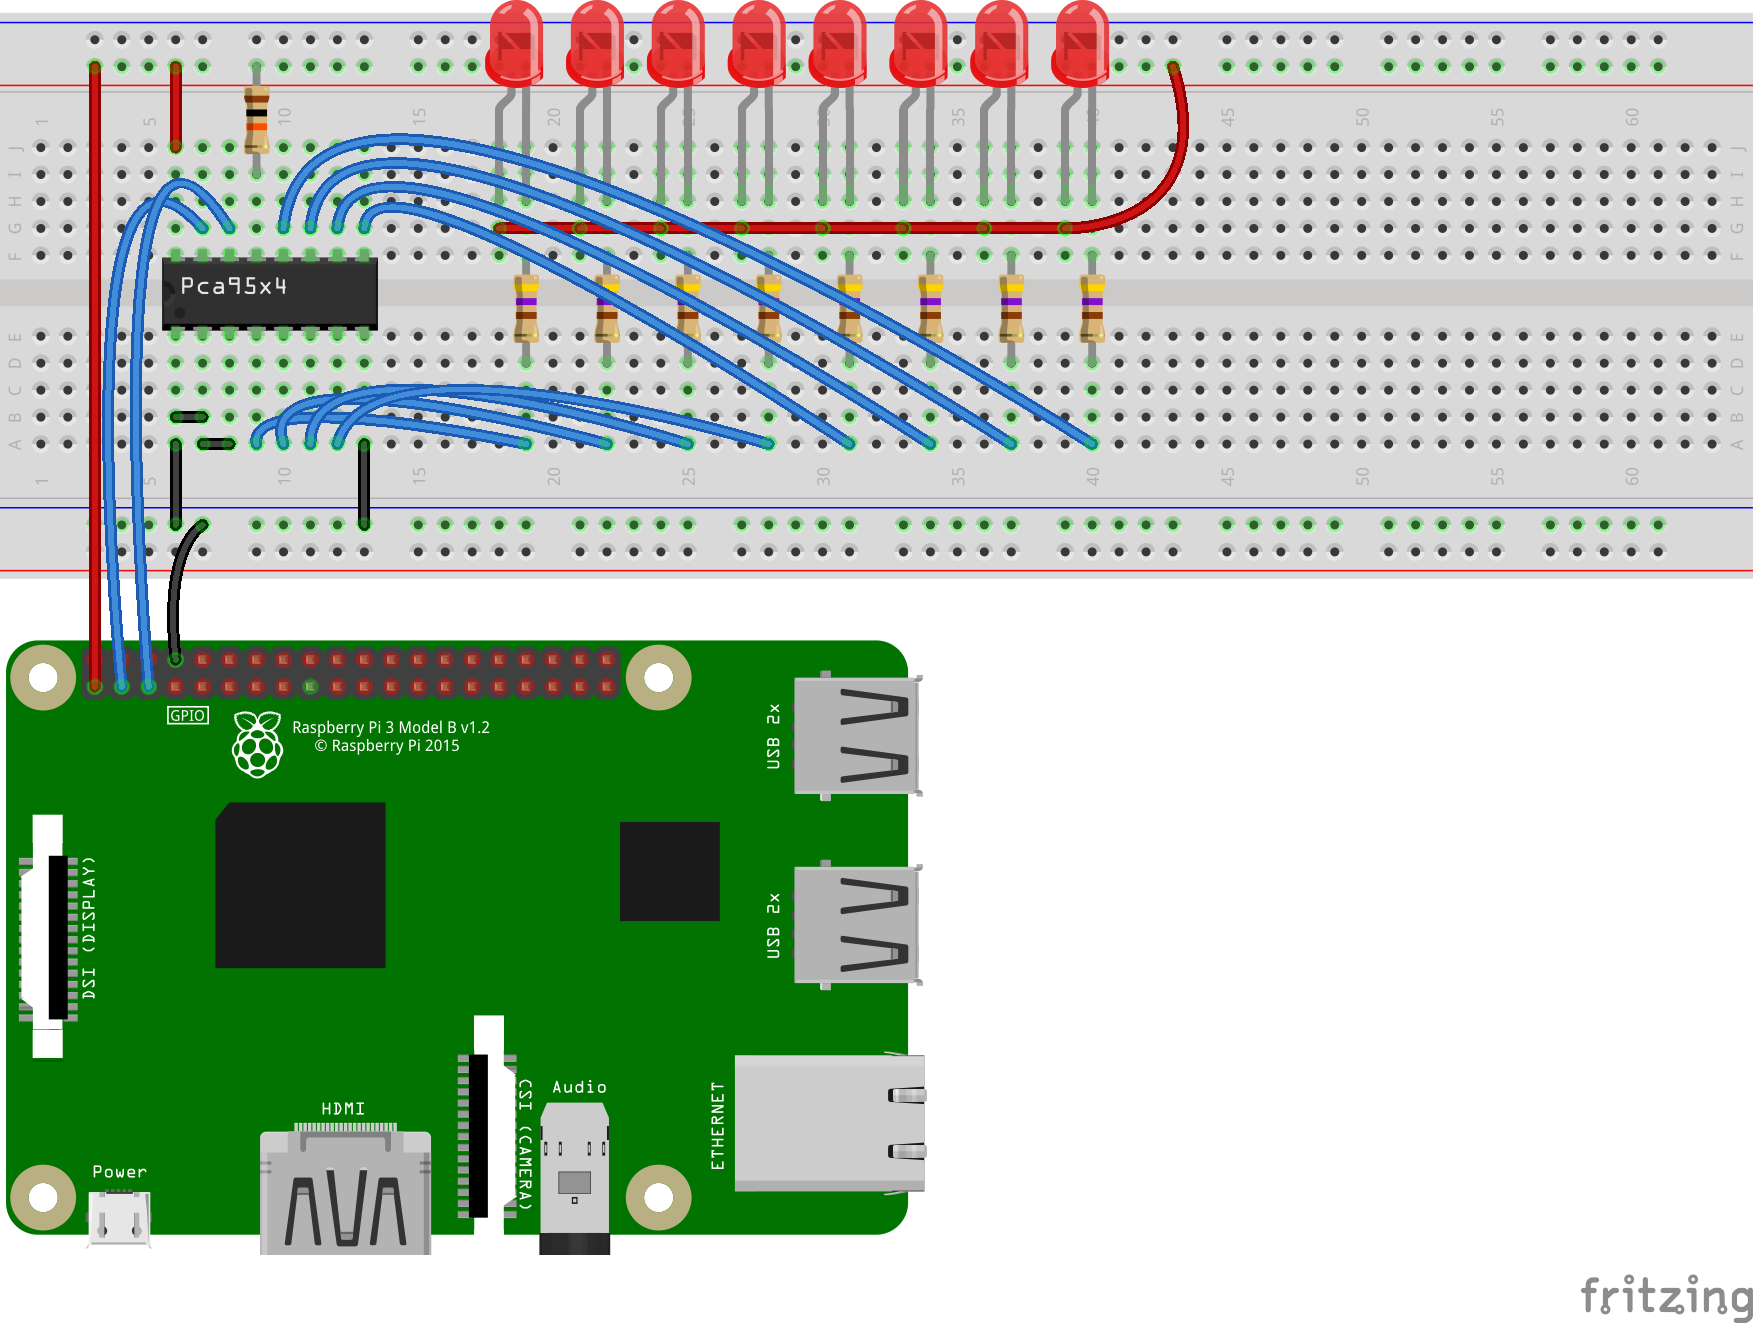 1 5 10 15 20 25 30 35 40 45 50 55 60
J J
I I
H H
G G
F F
Pca95x4
E E
D D
C C
B B
A A
1 5 10 15 20 25 30 35 40 45 50 55 60
GPIO
Raspberry Pi 3 Model B v1.2
© Raspberry Pi 2015
USB 2x
DSI (DISPLAY)
USB 2x
Audio
CSI (CAMERA)
ETHERNET
HDMI
Power
fritzing